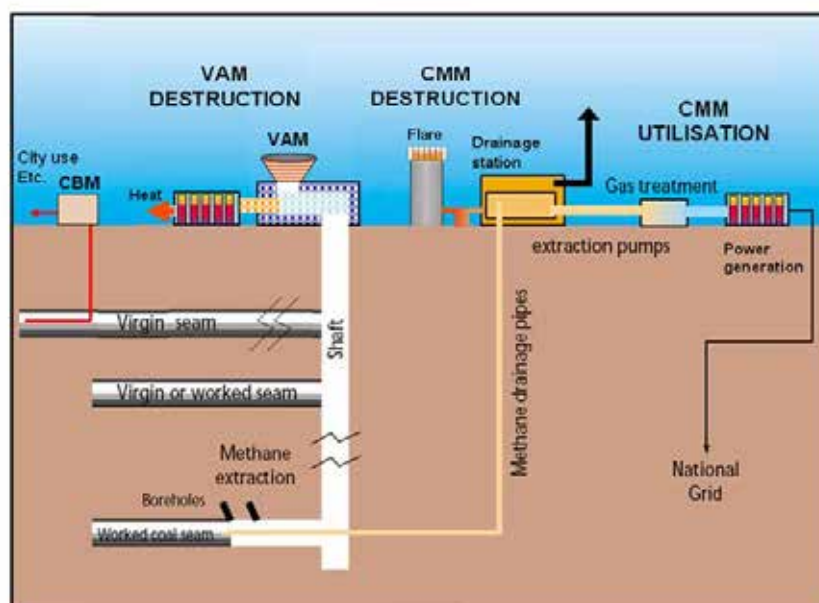 VAM
DESTRUCTION
CMM
DESTRUCTION
CMM
UTILISATION
VAM
Flare
Drainage
station
City use
Etc.
CBM
Heat
Gas treatment
extraction pumps
Power
generation
Virgin seam
Shaft
Methane drainage pipes
Virgin or worked seam
Methane
extraction
Boreholes
Worked coal seam
National
Grid